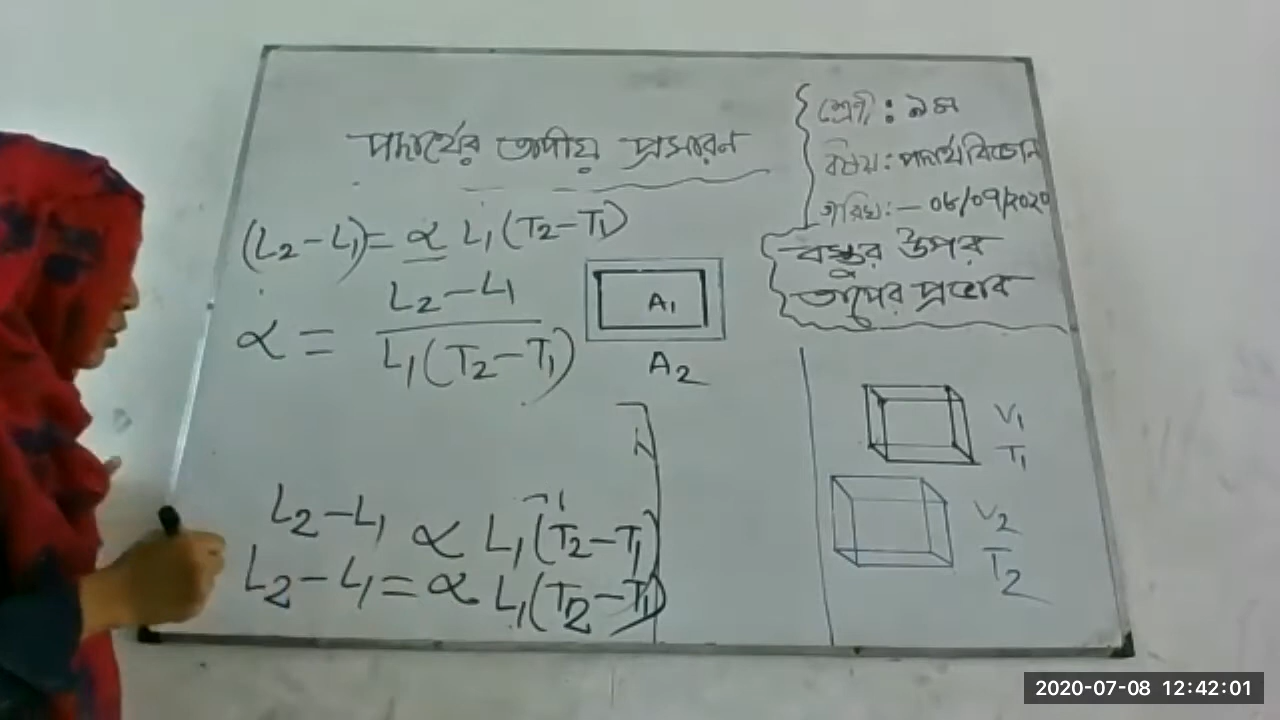 পদার্থের তাপীয় প্রসারন
(L₂-L₁)= α L₁(T₂-T₁)
α = L₂-L₁
L₁(T₂-T₁)
A₁
A₂
L₂-L₁ ∝ L₁(T₂-T₁)
L₂-L₁= α L₁(T₂-T₁)
শ্রেণী: ৯ম
বিষয়: পদার্থ বিজ্ঞান
তারিখ:- ০৮/০৭/২০২০
বস্তুর উপর
তাপের প্রভাব
V₁
T₁
V₂
T₂
2020-07-08 12:42:01